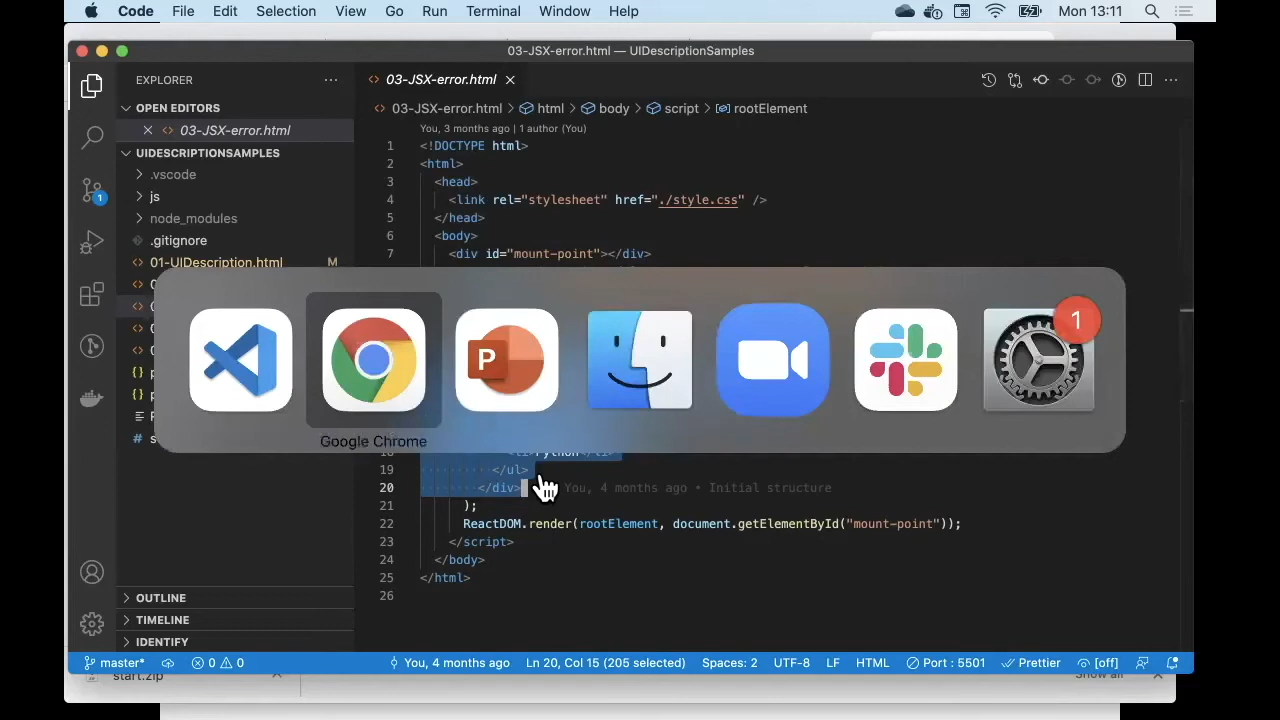 Code File Edit Selection View Go Run Terminal Window Help Mon 13:11
03-JSX-error.html — UIDescriptionSamples
EXPLORER
03-JSX-error.html
OPEN EDITORS
03-JSX-error.html > html > body > script > rootElement
03-JSX-error.html
You, 3 months ago | 1 author (You)
UIDESCRIPTIONSAMPLES
1 <!DOCTYPE html>
2 <html>
.vscode
3 <head>
js
4 <link rel="stylesheet" href="./style.css" />
node_modules
5 </head>
.gitignore
6 <body>
1
7 <div id="mount-point"></div>
01-UIDescription.html M
P
1
Google Chrome
18 <li>Python</li>
19 </ul>
20 </div> You, 4 months ago • Initial structure
21 );
22 ReactDOM.render(rootElement, document.getElementById("mount-point"));
23 </script>
24 </body>
25 </html>
26
OUTLINE
TIMELINE
IDENTIFY
master* 0 0 You, 4 months ago Ln 20, Col 15 (205 selected) Spaces: 2 UTF-8 LF HTML Port : 5501 Prettier [off]
start.zip Show all